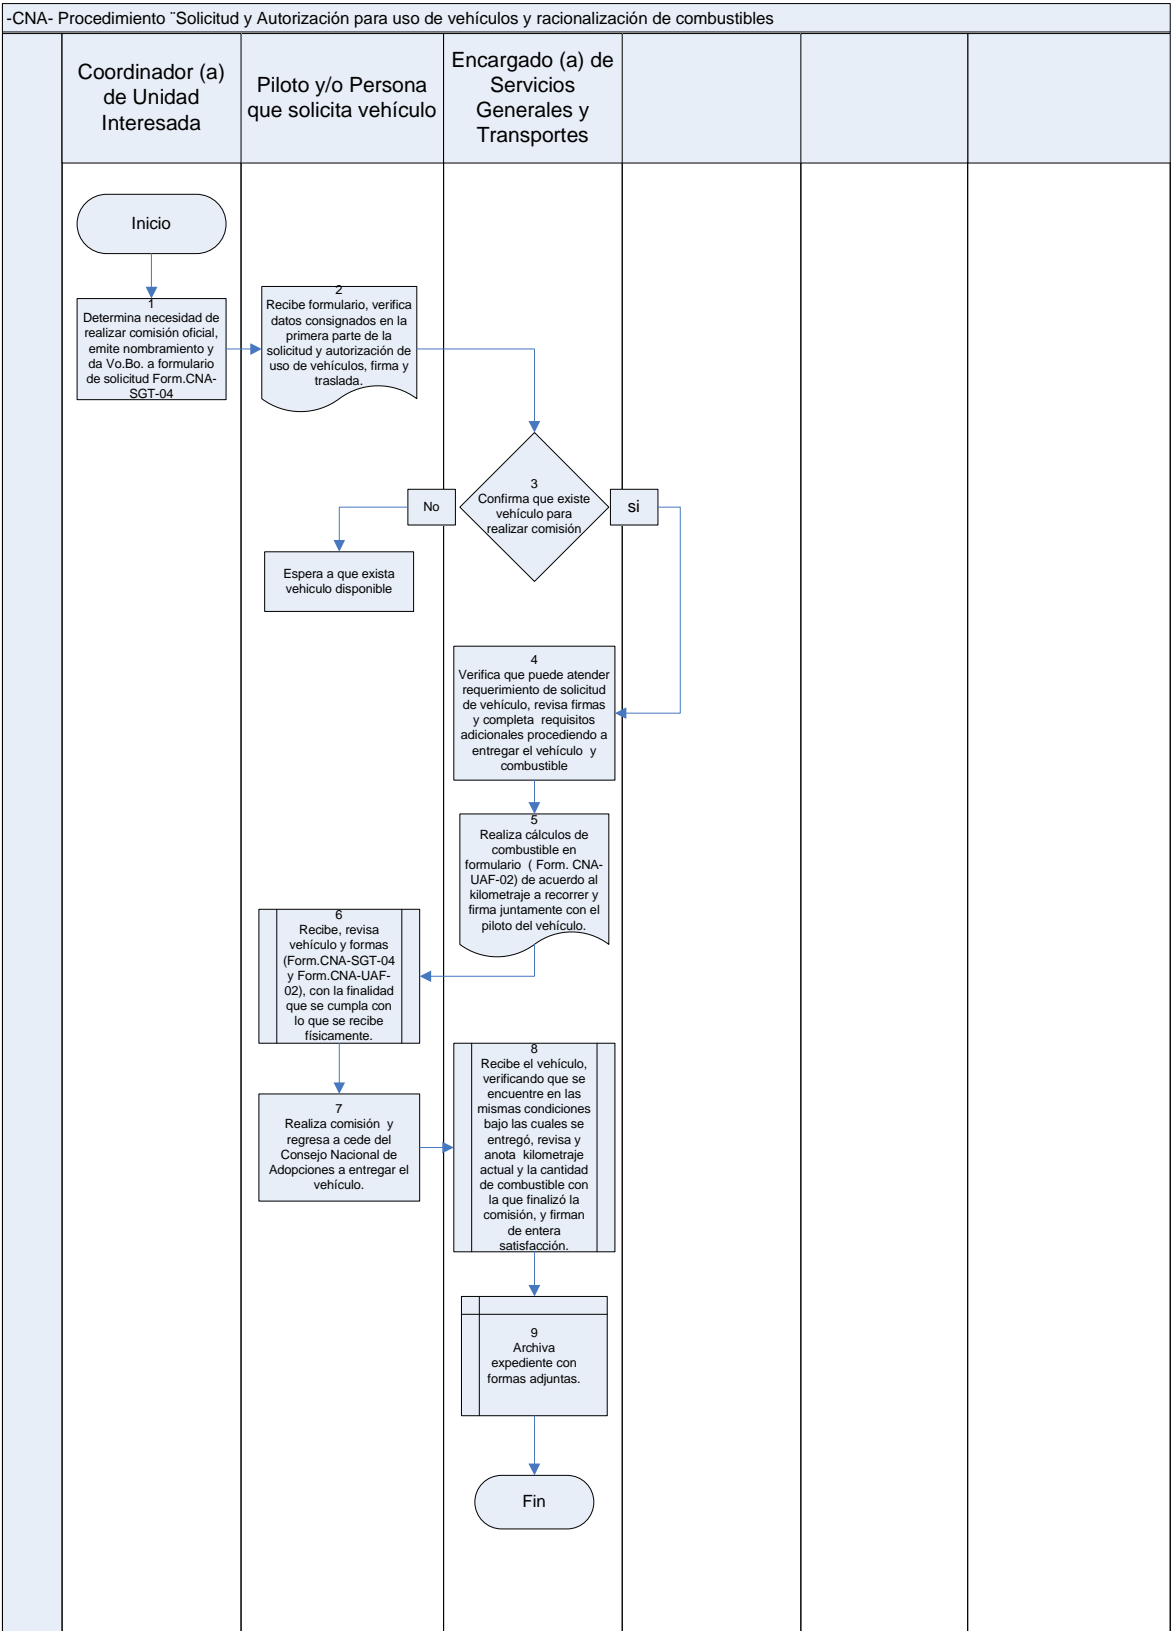 -CNA- Procedimiento ¨Solicitud y Autorización para uso de vehículos y racionalización de combustibles
Coordinador (a)
de Unidad
Interesada
Piloto y/o Persona
que solicita vehículo
Encargado (a) de
Servicios
Generales y
Transportes
Inicio
1
Determina necesidad de
realizar comisión oficial,
emite nombramiento y
da Vo.Bo. a formulario
de solicitud Form.CNA-
SGT-04
2
Recibe formulario, verifica
datos consignados en la
primera parte de la
solicitud y autorización de
uso de vehículos, firma y
traslada.
3
Confirma que existe
vehículo para
realizar comisión
No
si
Espera a que exista
vehiculo disponible
4
Verifica que puede atender
requerimiento de solicitud
de vehículo, revisa firmas
y completa requisitos
adicionales procediendo a
entregar el vehículo y
combustible
5
Realiza cálculos de
combustible en
formulario ( Form. CNA-
UAF-02) de acuerdo al
kilometraje a recorrer y
firma juntamente con el
piloto del vehículo.
6
Recibe, revisa
vehículo y formas
(Form.CNA-SGT-04
y Form.CNA-UAF-
02), con la finalidad
que se cumpla con
lo que se recibe
físicamente.
7
Realiza comisión y
regresa a cede del
Consejo Nacional de
Adopciones a entregar el
vehículo.
8
Recibe el vehículo,
verificando que se
encuentre en las
mismas condiciones
bajo las cuales se
entregó, revisa y
anota kilometraje
actual y la cantidad
de combustible con
la que finalizó la
comisión, y firman
de entera
satisfacción.
9
Archiva
expediente con
formas adjuntas.
Fin